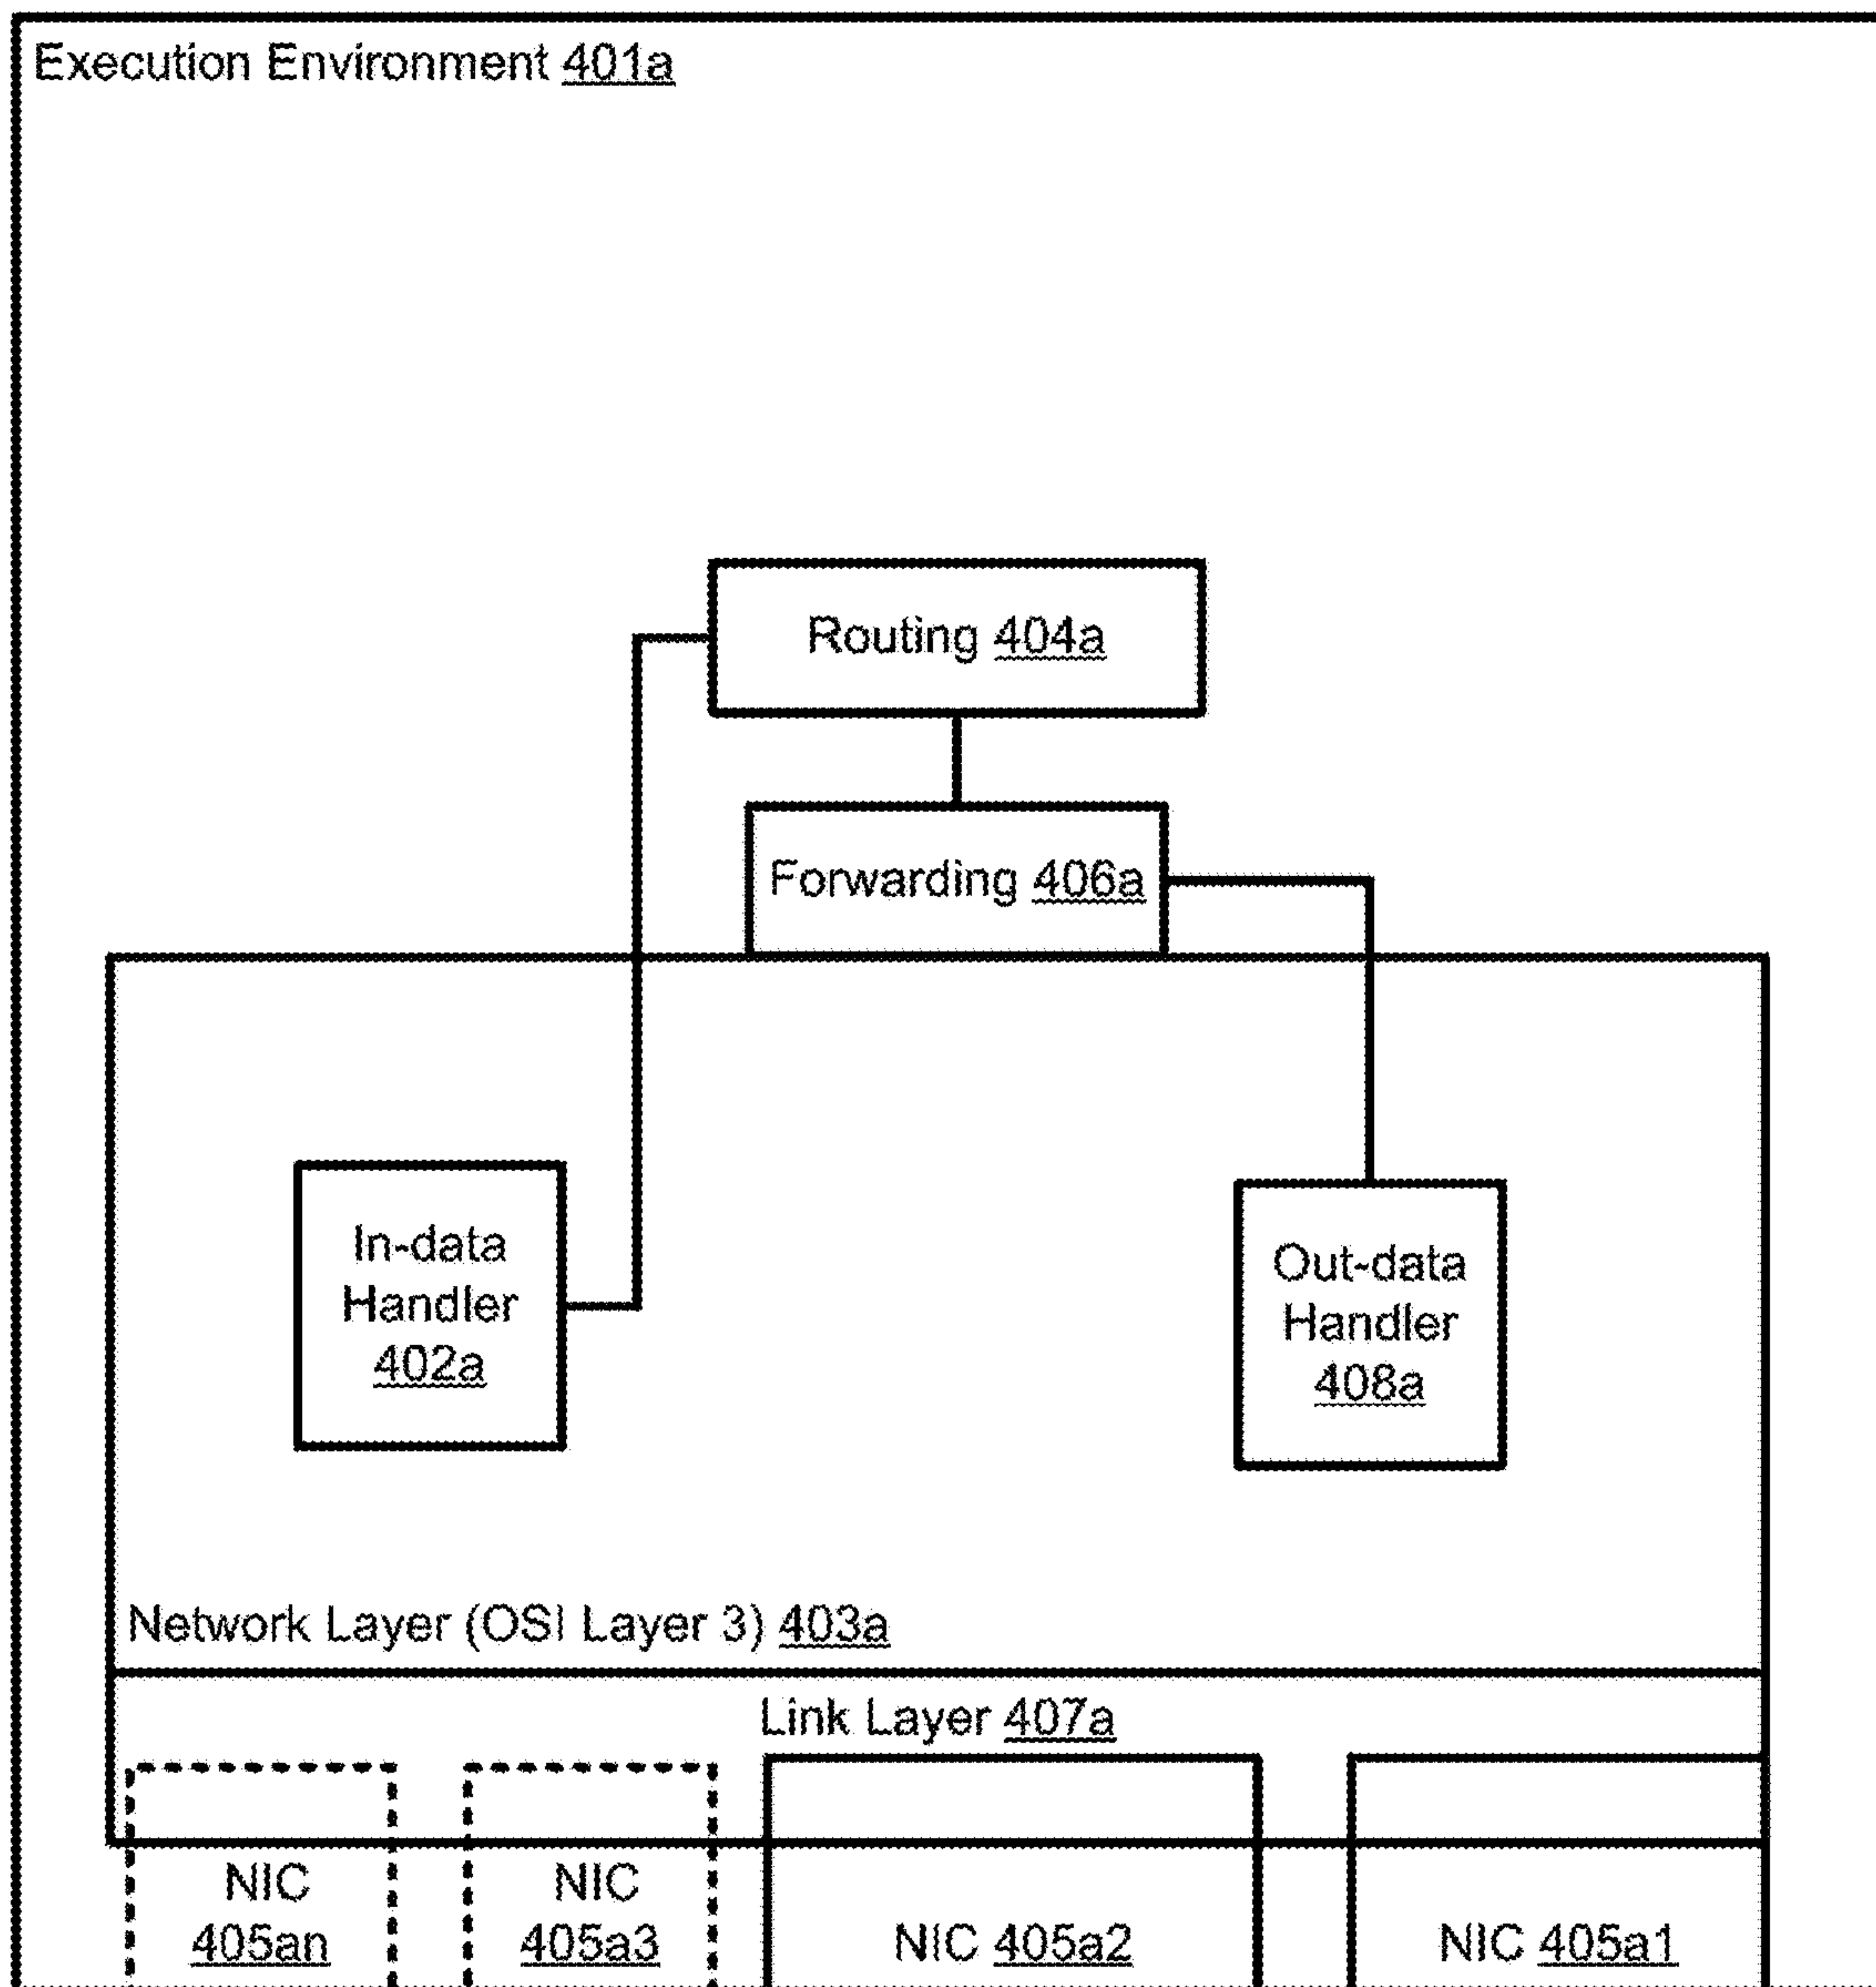 Execution Environment 401a
Routing 404a
Forwarding 406a
In-data
Handler
402a
Out-data
Handler
408a
Network Layer (OSI Layer 3) 403a
Link Layer 407a
NIC
405an
NIC
405a3
NIC 405a2
NIC 405a1